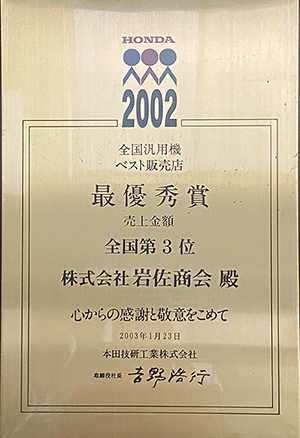 HONDA
2002
全国汎用機
ベスト販売店
最優秀賞
売上金額
全国第3位
株式会社岩佐商会 殿
心からの感謝と敬意をこめて
2003年1月23日
本田技研工業株式会社
取締役社長 吉野浩行